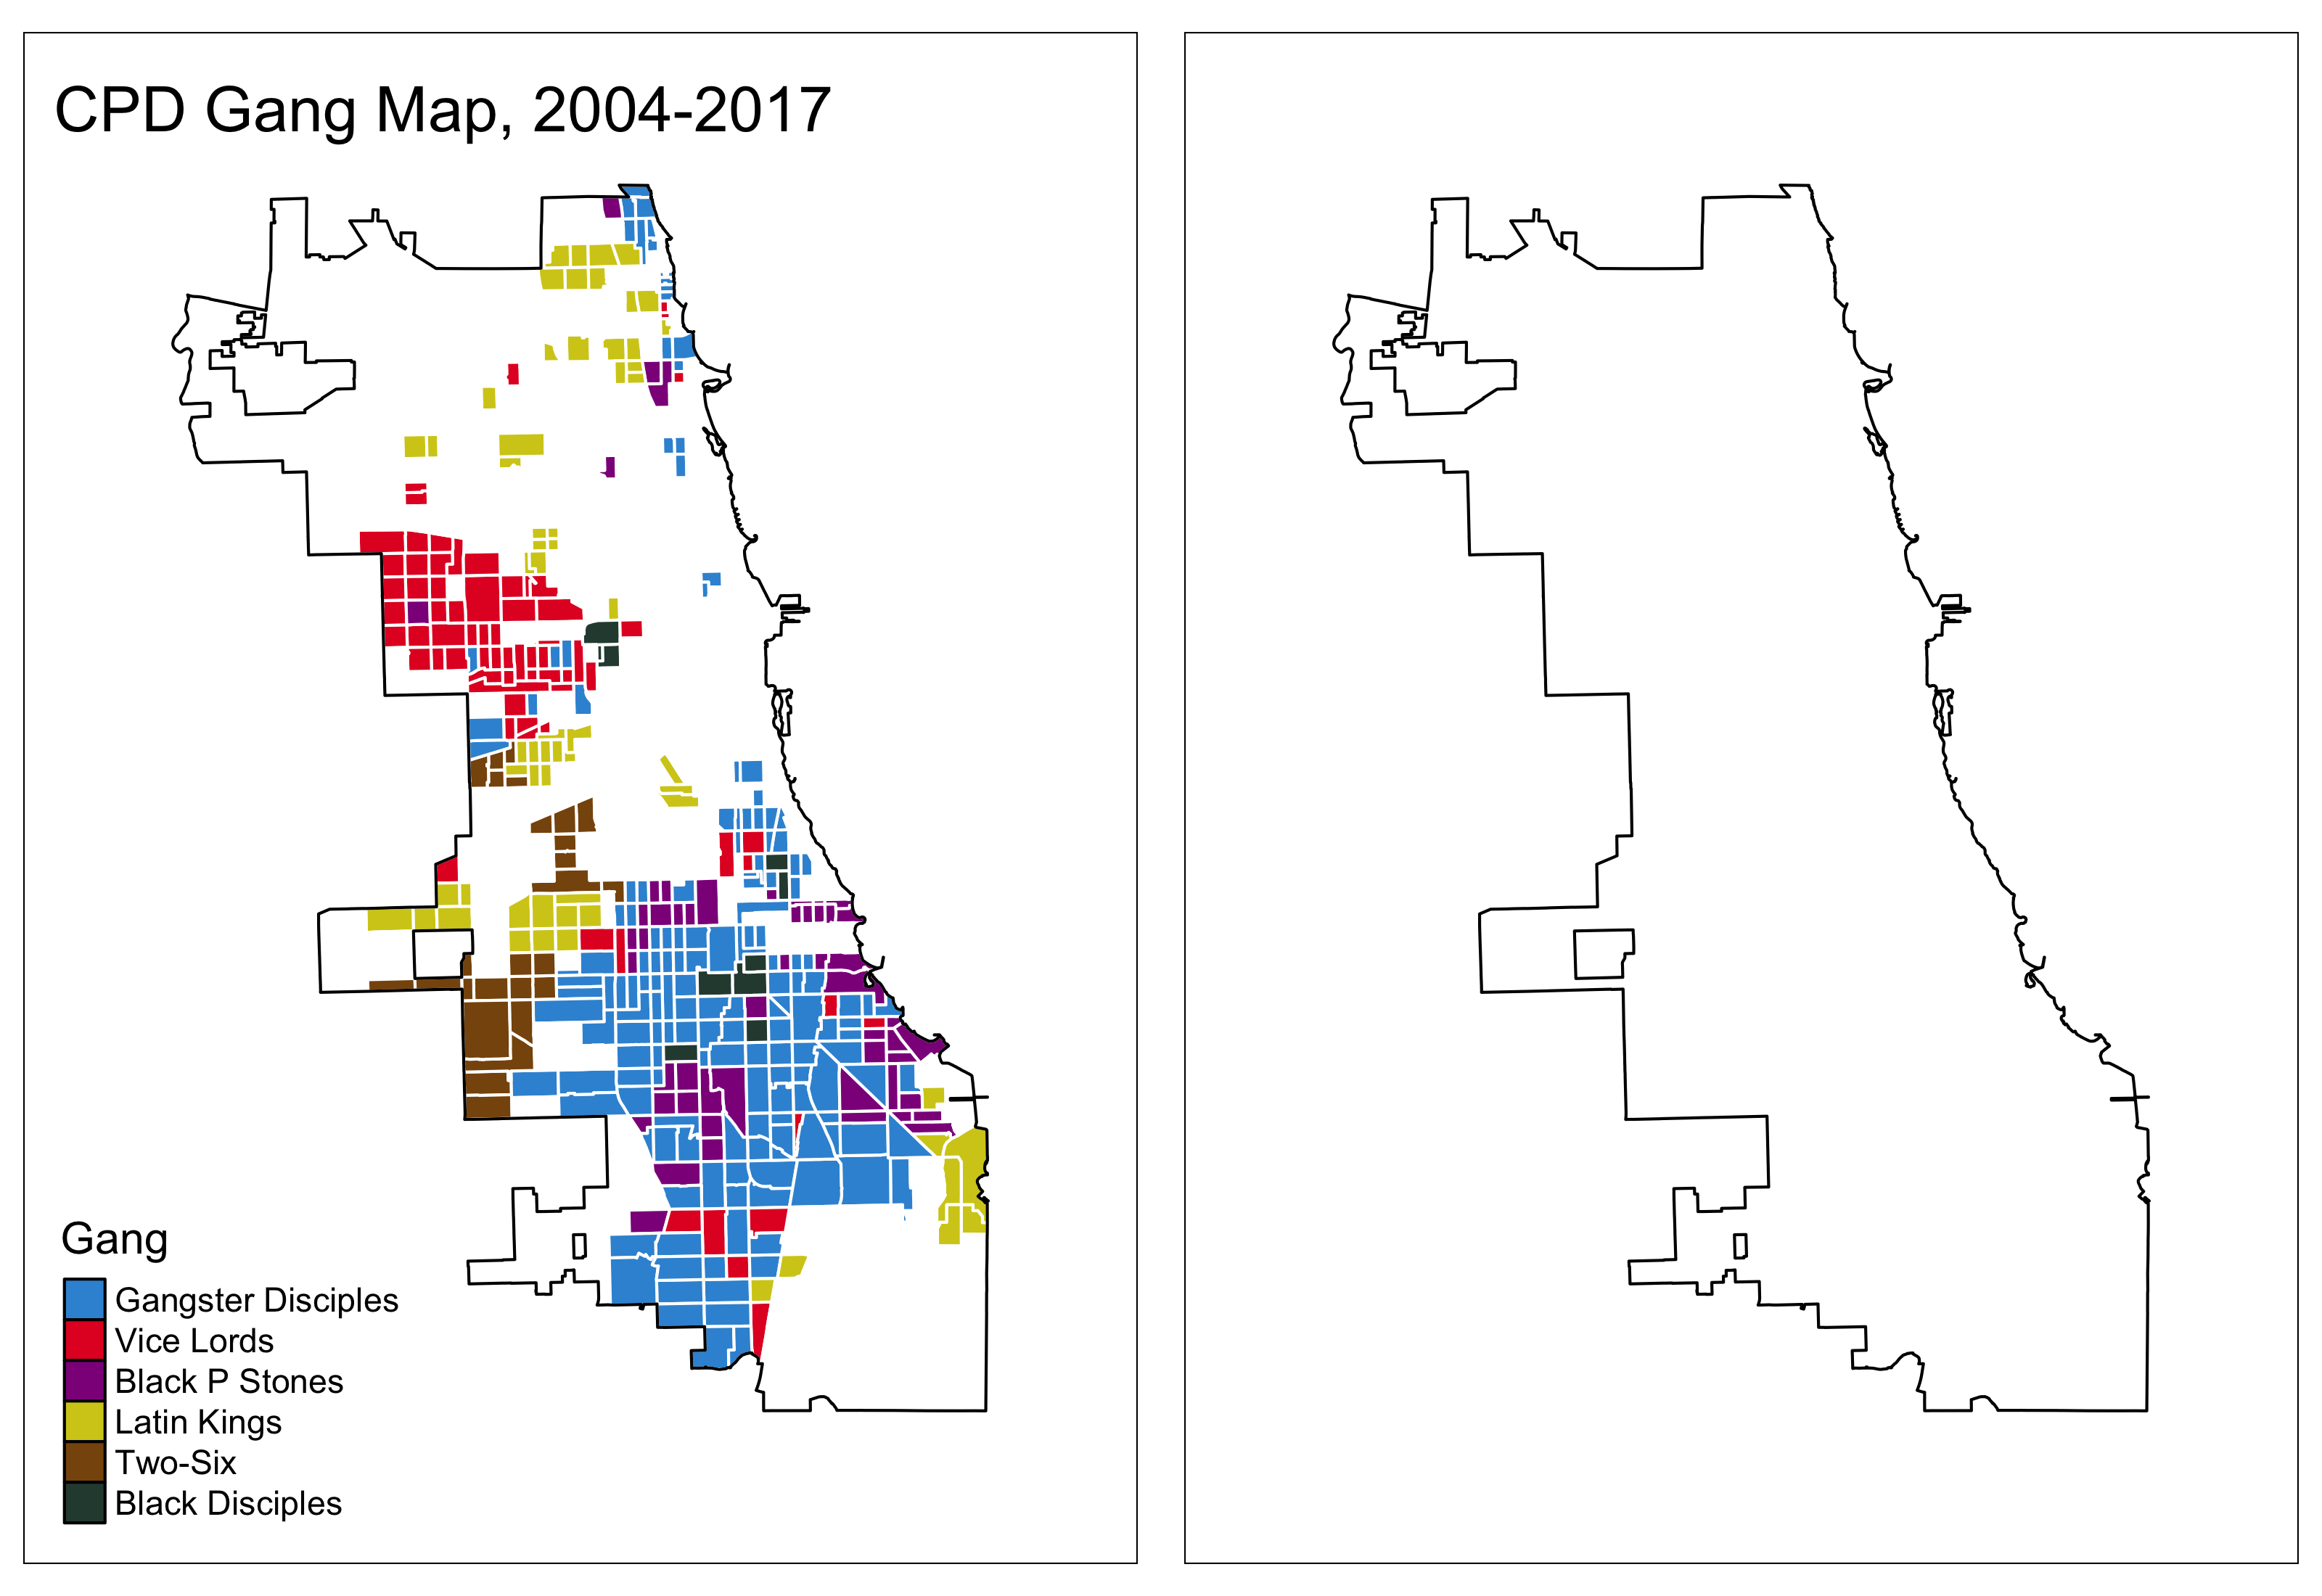 CPD Gang Map, 2004-2017
Gang
Gangster Disciples
Vice Lords
Black P Stones
Latin Kings
Two-Six
Black Disciples